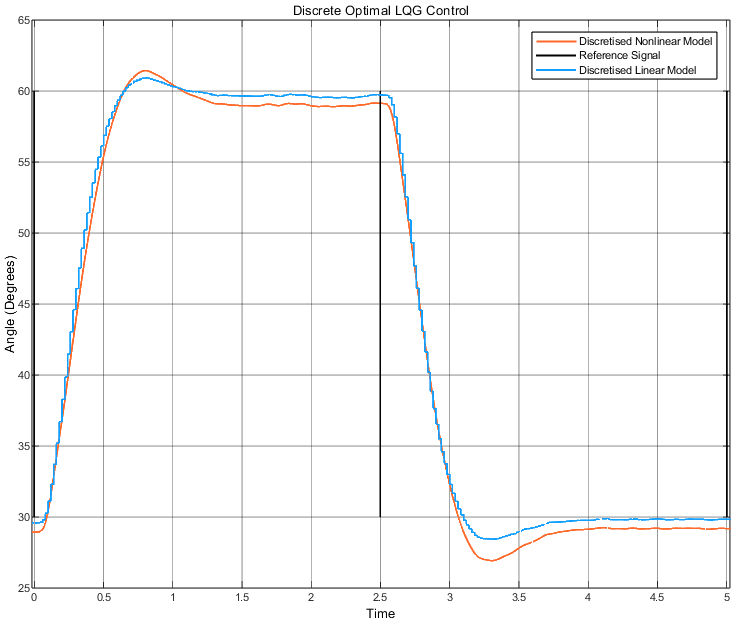 Discrete Optimal LQG Control
Discretised Nonlinear Model
Reference Signal
Discretised Linear Model
Angle (Degrees)
65
60
55
50
45
40
35
30
25
0 0.5 1 1.5 2 2.5 3 3.5 4 4.5 5
Time